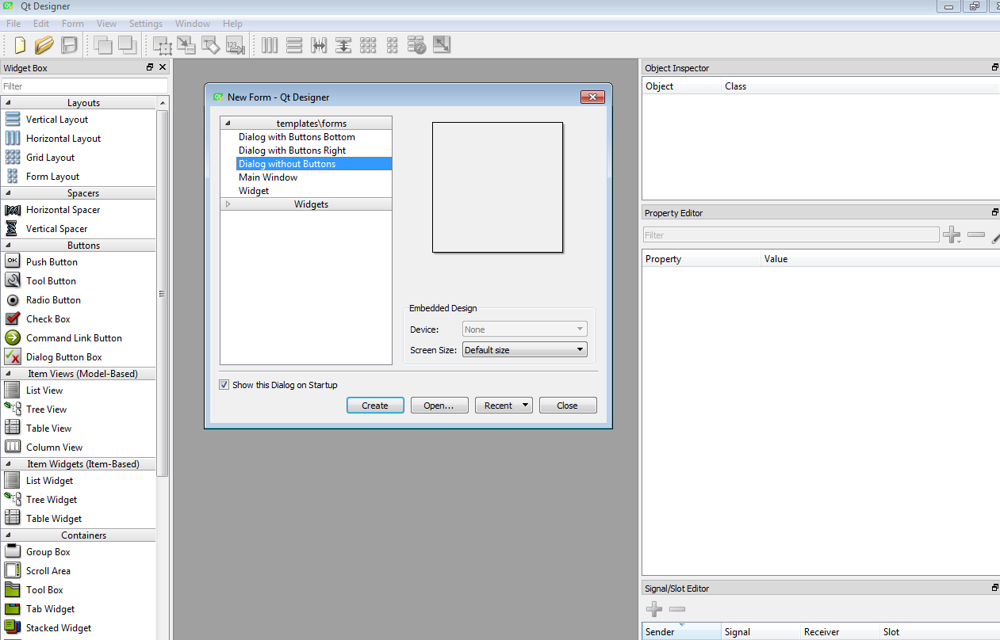 Qt Designer
File Edit Form View Settings Window Help
Widget Box
Filter
Layouts
Vertical Layout
Horizontal Layout
Grid Layout
Form Layout
Spacers
Horizontal Spacer
Vertical Spacer
Buttons
OK Push Button
Tool Button
Radio Button
Check Box
Command Link Button
Dialog Button Box
Item Views (Model-Based)
List View
Tree View
Table View
Column View
Item Widgets (Item-Based)
List Widget
Tree Widget
Table Widget
Containers
Group Box
Scroll Area
Tool Box
Tab Widget
Stacked Widget
New Form - Qt Designer
templates\forms
Dialog with Buttons Bottom
Dialog with Buttons Right
Dialog without Buttons
Main Window
Widget
Widgets
Embedded Design
Device: None
Screen Size: Default size
Show this Dialog on Startup
Create Open... Recent Close
Object Inspector
Object Class
Property Editor
Filter
Property Value
Signal/Slot Editor
Sender Signal Receiver Slot